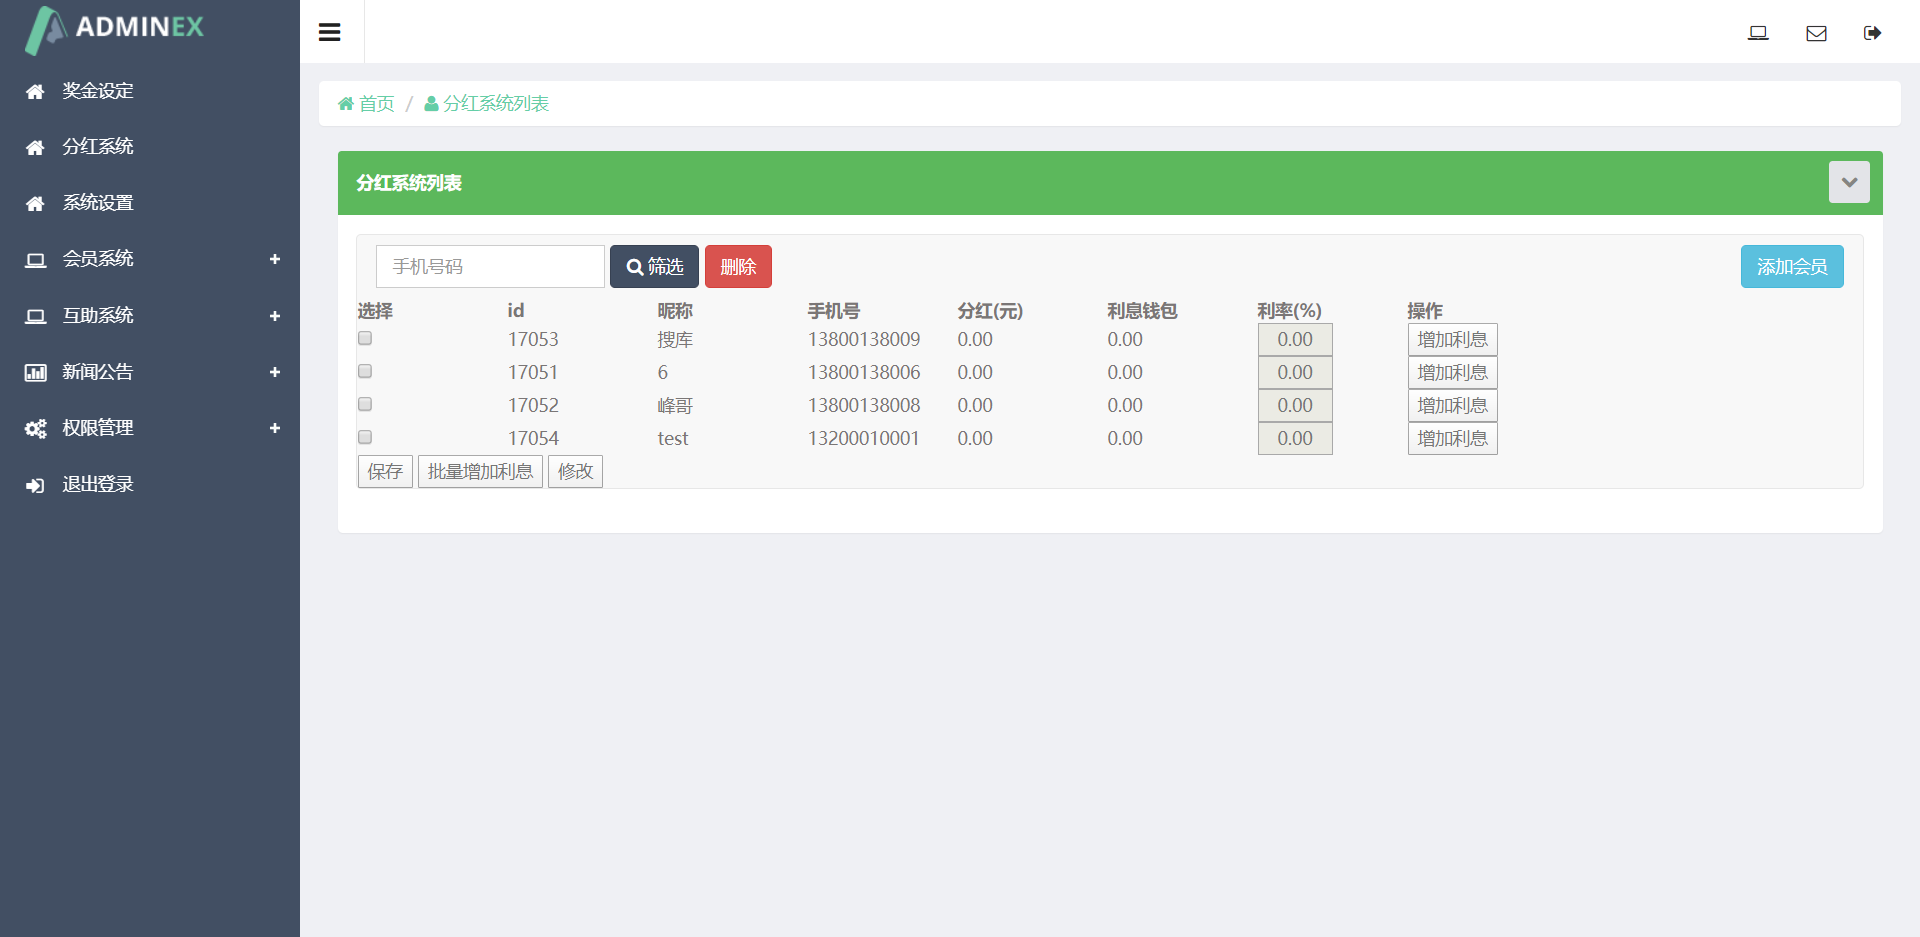 ADMINEX
奖金设定
分红系统
系统设置
会员系统 +
互助系统 +
新闻公告 +
权限管理 +
退出登录
首页 / 分红系统列表
分红系统列表
手机号码 筛选 删除 添加会员
选择 id 昵称 手机号 分红(元) 利息钱包 利率(%) 操作
17053 搜库 13800138009 0.00 0.00 0.00 增加利息
17051 6 13800138006 0.00 0.00 0.00 增加利息
17052 峰哥 13800138008 0.00 0.00 0.00 增加利息
17054 test 13200010001 0.00 0.00 0.00 增加利息
保存 批量增加利息 修改